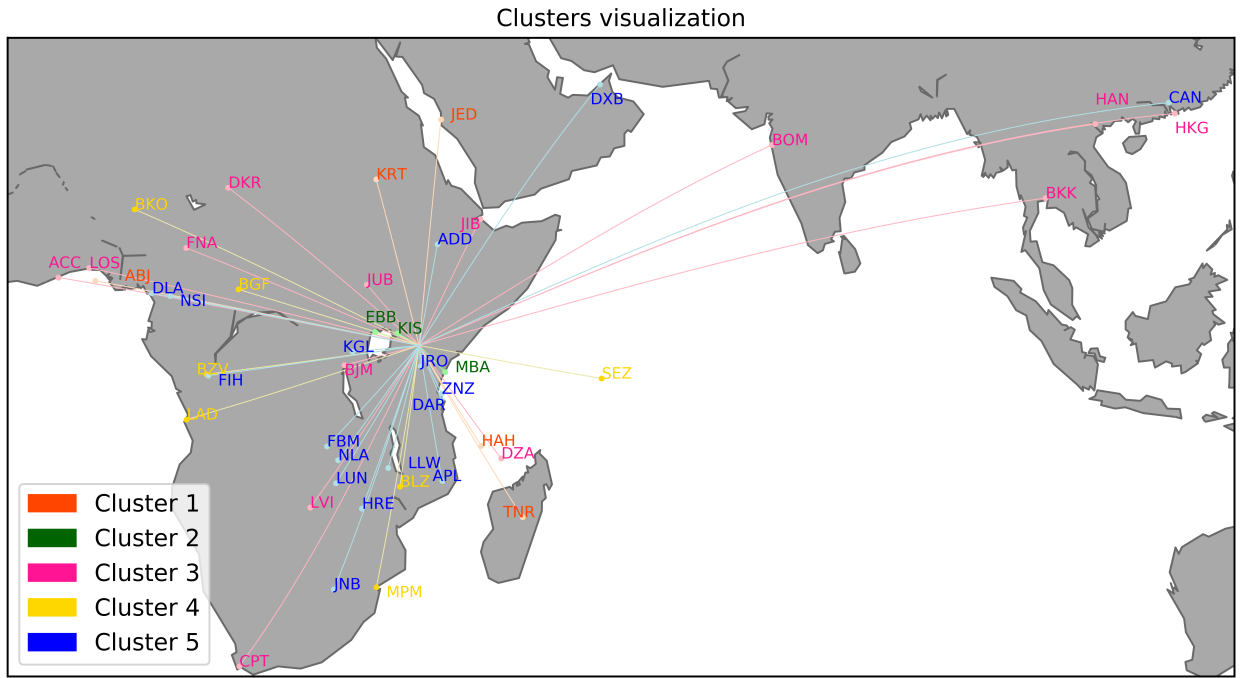 Clusters visualization
DXB
HAN
CAN
JED
HKG
BOM
KRT
DKR
BKK
BKO
JIB
FNA
ADD
ACC
LOS
ABJ
JUB
BGF
DLA
NSI
EBB
KIS
KGL
JRO
BZV
BJM
MBA
FIH
SEZ
ZNZ
DAR
LAD
FBM
HAH
NLA
DZA
LLW
LUN
APL
BLZ
LVI
HRE
TNR
JNB
MPM
CPT
Cluster 1
Cluster 2
Cluster 3
Cluster 4
Cluster 5